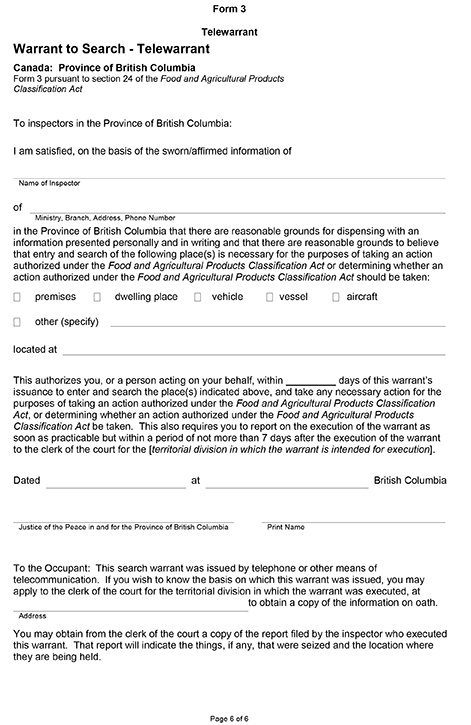 Form 3
Telewarrant
Warrant to Search - Telewarrant
Canada: Province of British Columbia
Form 3 pursuant to section 24 of the Food and Agricultural Products
Classification Act
To inspectors in the Province of British Columbia:
I am satisfied, on the basis of the sworn/affirmed information of
Name of Inspector
of
Ministry, Branch, Address, Phone Number
in the Province of British Columbia that there are reasonable grounds for dispensing with an
information presented personally and in writing and that there are reasonable grounds to believe
that entry and search of the following place(s) is necessary for the purposes of taking an action
authorized under the Food and Agricultural Products Classification Act or determining whether an
action authorized under the Food and Agricultural Products Classification Act should be taken:
premises dwelling place vehicle vessel aircraft
other (specify)
located at
This authorizes you, or a person acting on your behalf, within ________ days of this warrant's
issuance to enter and search the place(s) indicated above, and take any necessary action for the
purposes of taking an action authorized under the Food and Agricultural Products Classification
Act, or determining whether an action authorized under the Food and Agricultural Products
Classification Act be taken. This also requires you to report on the execution of the warrant as
soon as practicable but within a period of not more than 7 days after the execution of the warrant
to the clerk of the court for the [territorial division in which the warrant is intended for execution].
Dated at British Columbia
Justice of the Peace in and for the Province of British Columbia Print Name
To the Occupant: This search warrant was issued by telephone or other means of
telecommunication. If you wish to know the basis on which this warrant was issued, you may
apply to the clerk of the court for the territorial division in which the warrant was executed, at
to obtain a copy of the information on oath.
Address
You may obtain from the clerk of the court a copy of the report filed by the inspector who executed
this warrant. That report will indicate the things, if any, that were seized and the location where
they are being held.
Page 6 of 6